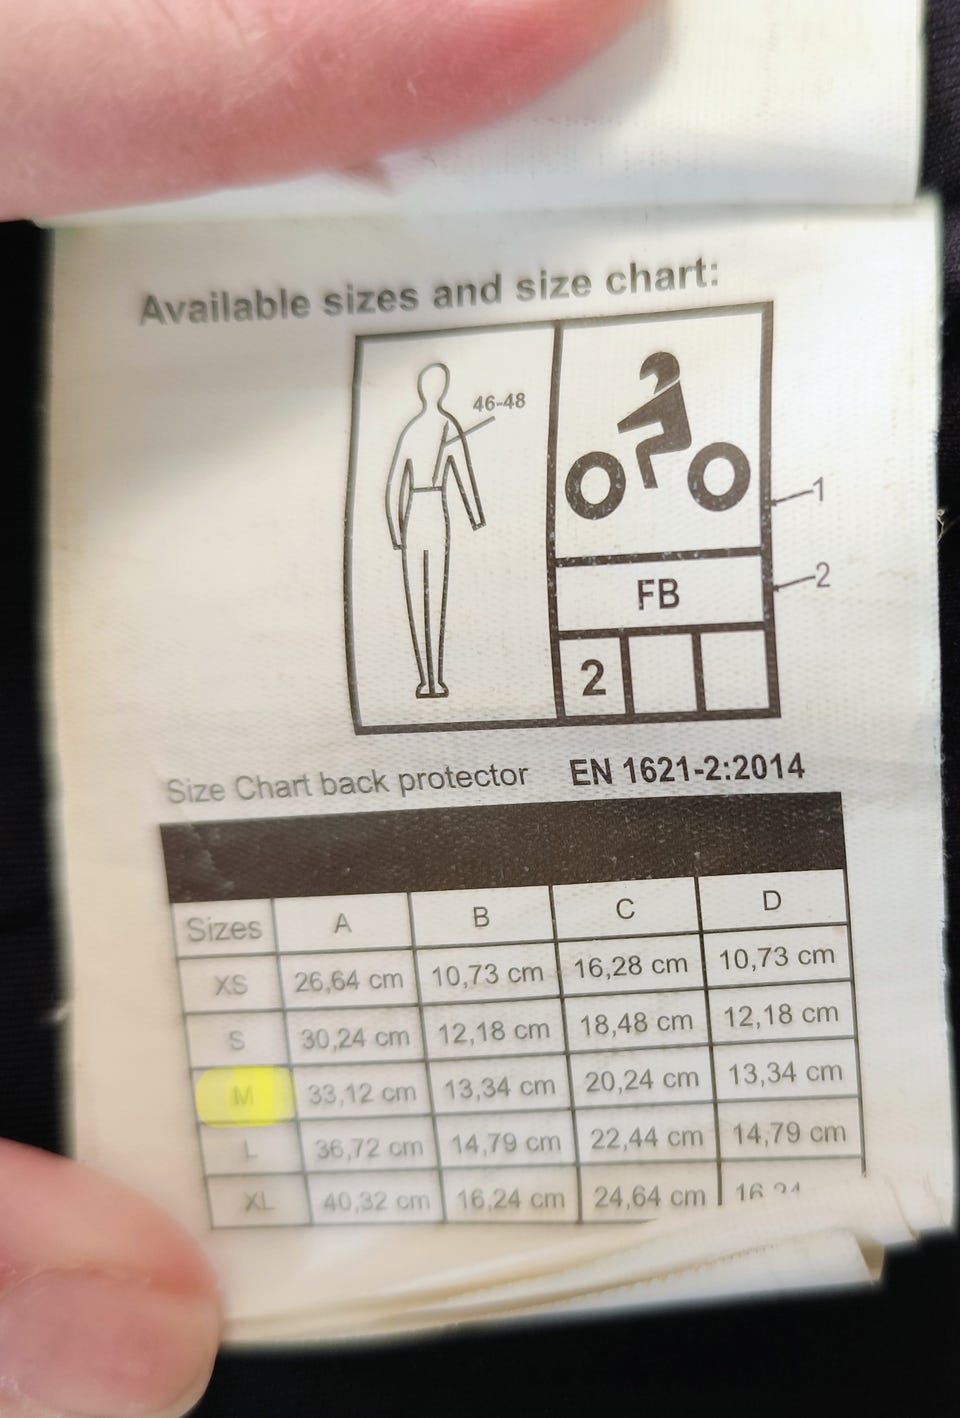 Available sizes and size chart:
46-48
1
2
FB
2
Size Chart back protector EN 1621-2:2014
Sizes A B C D
XS 26,64 cm 10,73 cm 16,28 cm 10,73 cm
S 30,24 cm 12,18 cm 18,48 cm 12,18 cm
M 33,12 cm 13,34 cm 20,24 cm 13,34 cm
L 36,72 cm 14,79 cm 22,44 cm 14,79 cm
XL 40,32 cm 16,24 cm 24,64 cm